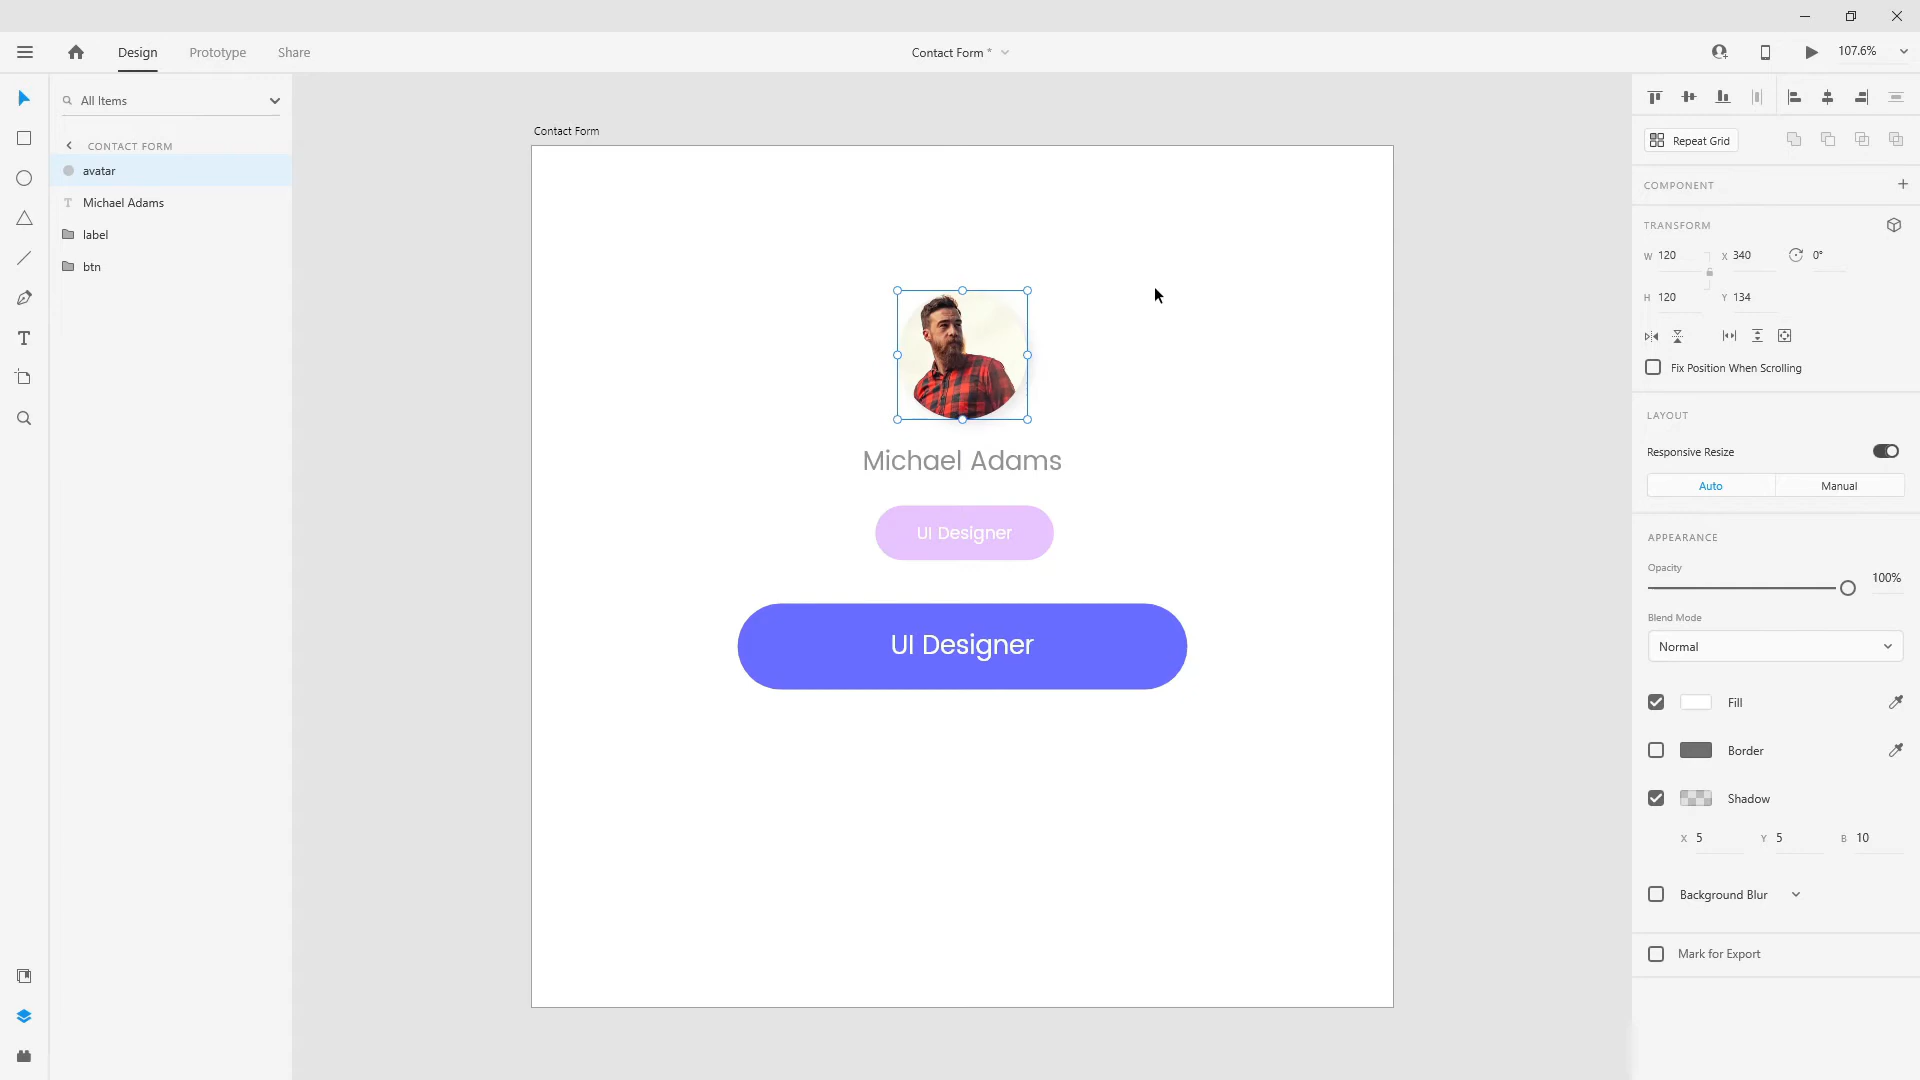 Design
Prototype
Share
Contact Form *
107.6%
All Items
CONTACT FORM
avatar
T
Michael Adams
label
btn
Contact Form
Michael Adams
UI Designer
UI Designer
Repeat Grid
COMPONENT
TRANSFORM
W 120
X 340
0°
H 120
Y 134
Fix Position When Scrolling
LAYOUT
Responsive Resize
Auto
Manual
APPEARANCE
Opacity
100%
Blend Mode
Normal
Fill
Border
Shadow
X 5
Y 5
B 10
Background Blur
Mark for Export